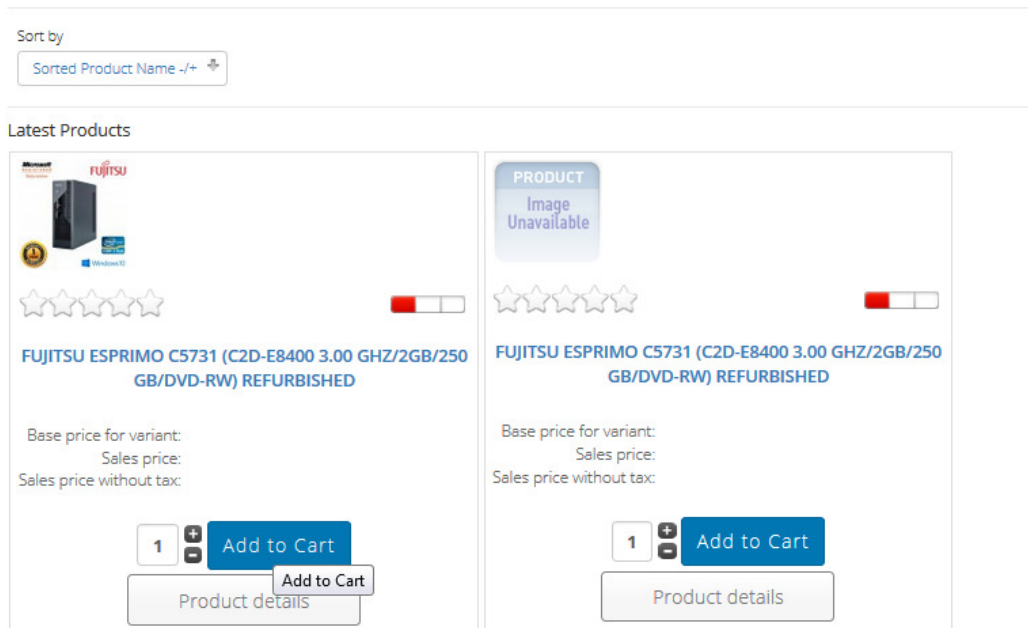 Sort by
Sorted Product Name -/+
Latest Products
Microsoft
FUJITSU
Windows 10
FUJITSU ESPRIMO C5731 (C2D-E8400 3.00 GHZ/2GB/250
GB/DVD-RW) REFURBISHED
Base price for variant:
Sales price:
Sales price without tax:
1
Add to Cart
Add to Cart
Product details
PRODUCT
Image
Unavailable
FUJITSU ESPRIMO C5731 (C2D-E8400 3.00 GHZ/2GB/250
GB/DVD-RW) REFURBISHED
Base price for variant:
Sales price:
Sales price without tax:
1
Add to Cart
Product details